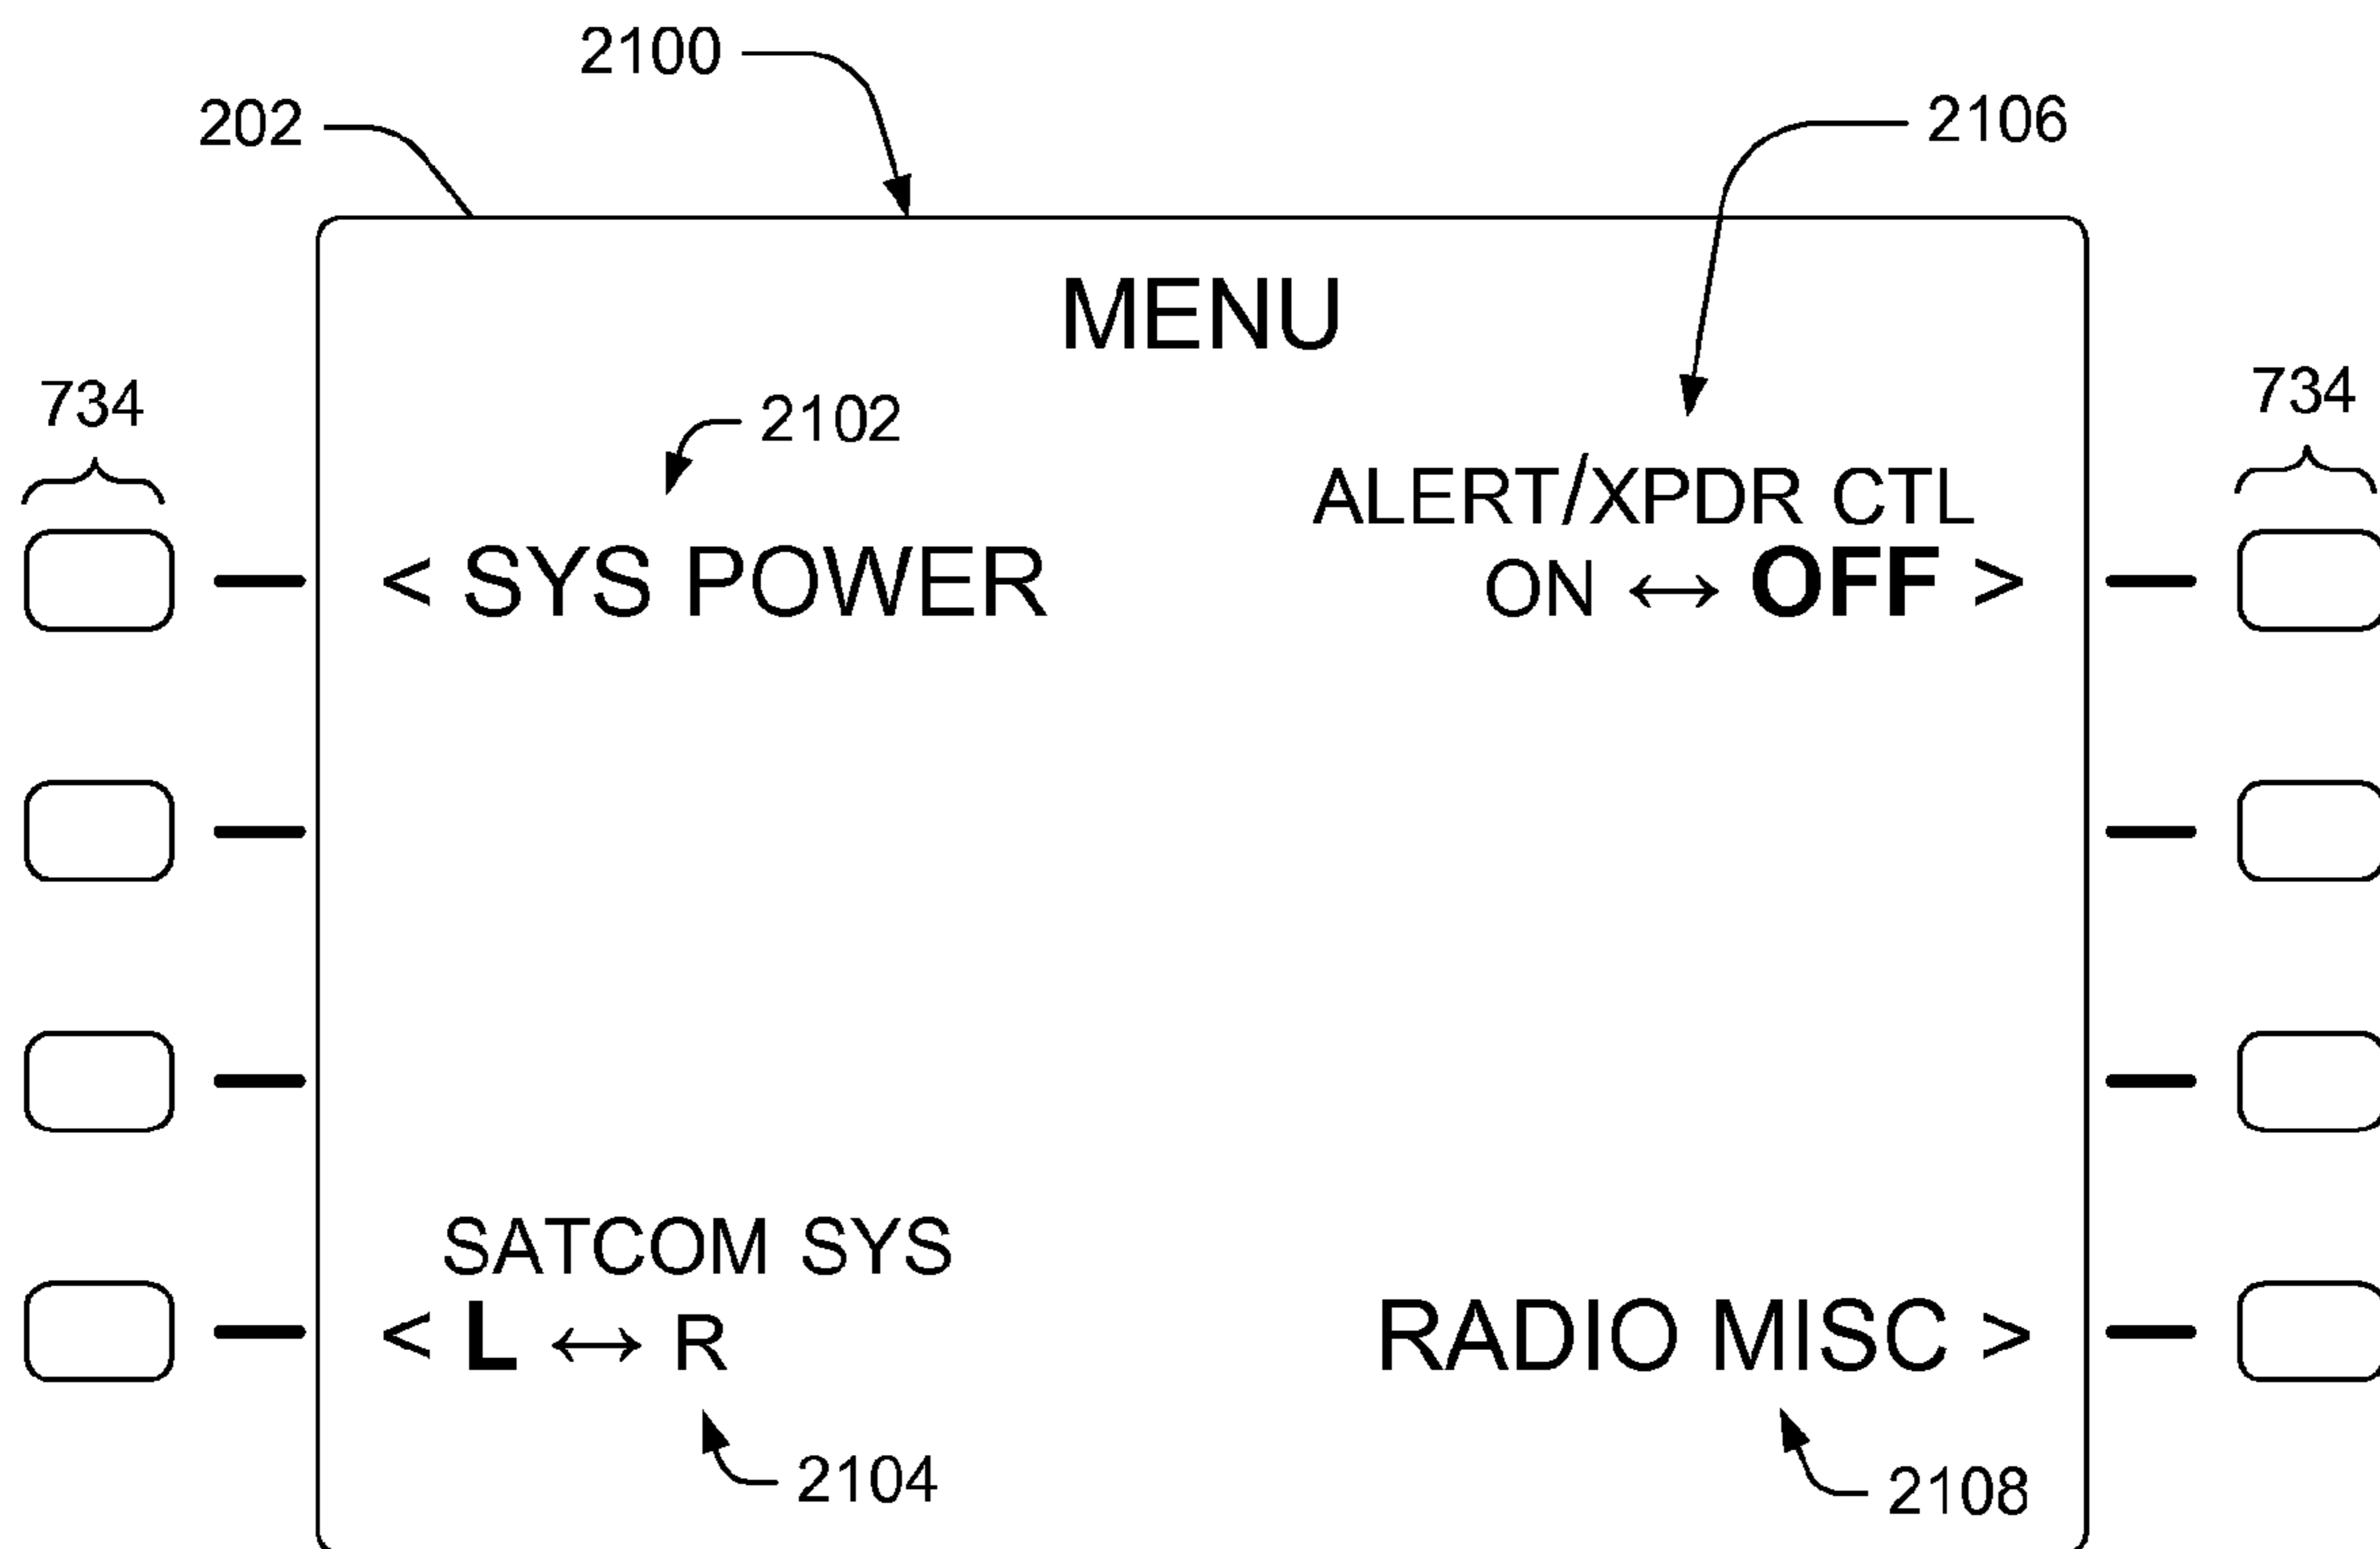 2100
202
2106
MENU
734
2102
734
ALERT/XPDR CTL
< SYS POWER
ON ↔ OFF >
SATCOM SYS
< L ↔ R
RADIO MISC >
2104
2108